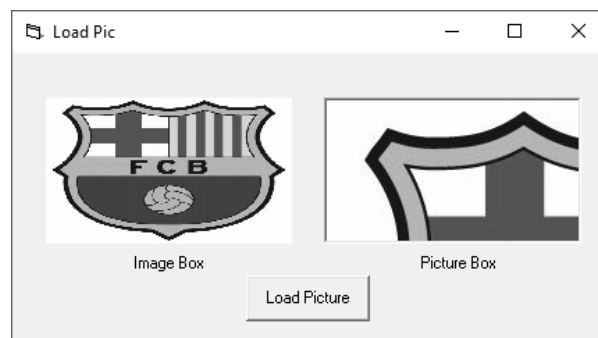 Load Pic
FCB
Image Box
Picture Box
Load Picture